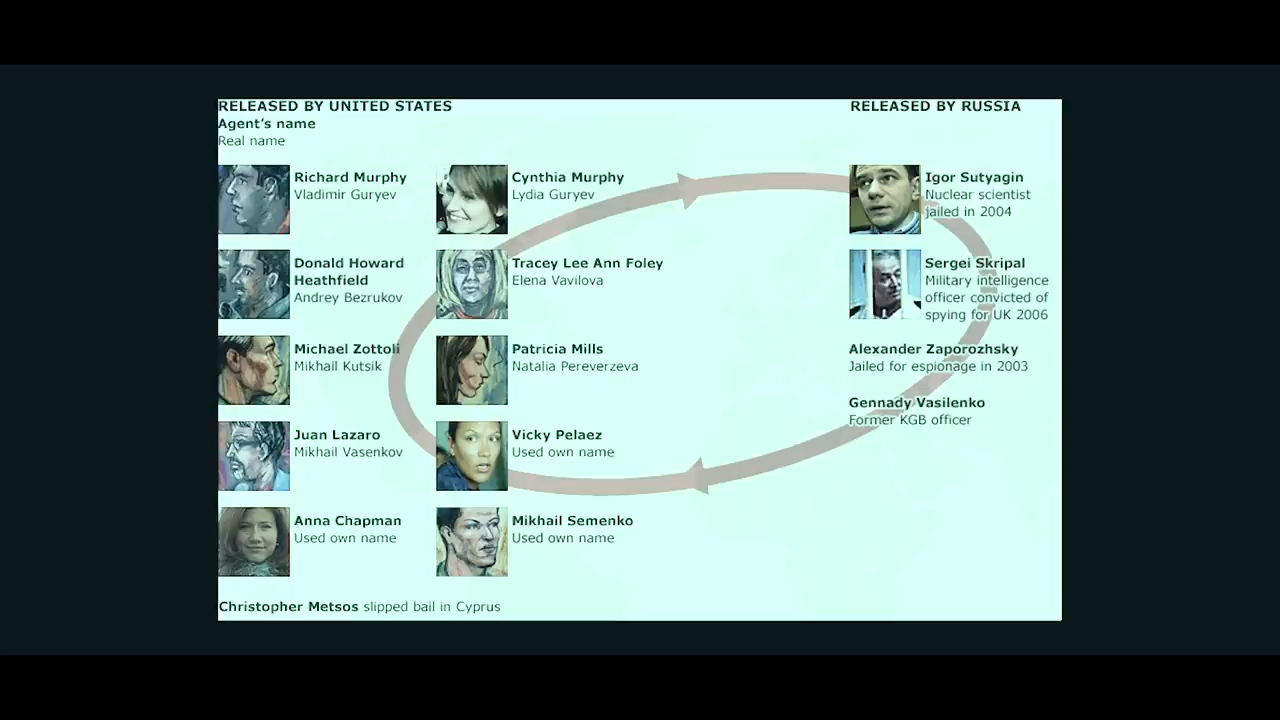 RELEASED BY UNITED STATES
Agent's name
Real name
Richard Murphy
Vladimir Guryev
Cynthia Murphy
Lydia Guryev
Donald Howard
Heathfield
Andrey Bezrukov
Tracey Lee Ann Foley
Elena Vavilova
Michael Zottoli
Mikhail Kutsik
Patricia Mills
Natalia Pereverzeva
Juan Lazaro
Mikhail Vasenkov
Vicky Pelaez
Used own name
Anna Chapman
Used own name
Mikhail Semenko
Used own name
Christopher Metsos slipped bail in Cyprus
RELEASED BY RUSSIA
Igor Sutyagin
Nuclear scientist
jailed in 2004
Sergei Skripal
Military intelligence
officer convicted of
spying for UK 2006
Alexander Zaporozhsky
Jailed for espionage in 2003
Gennady Vasilenko
Former KGB officer